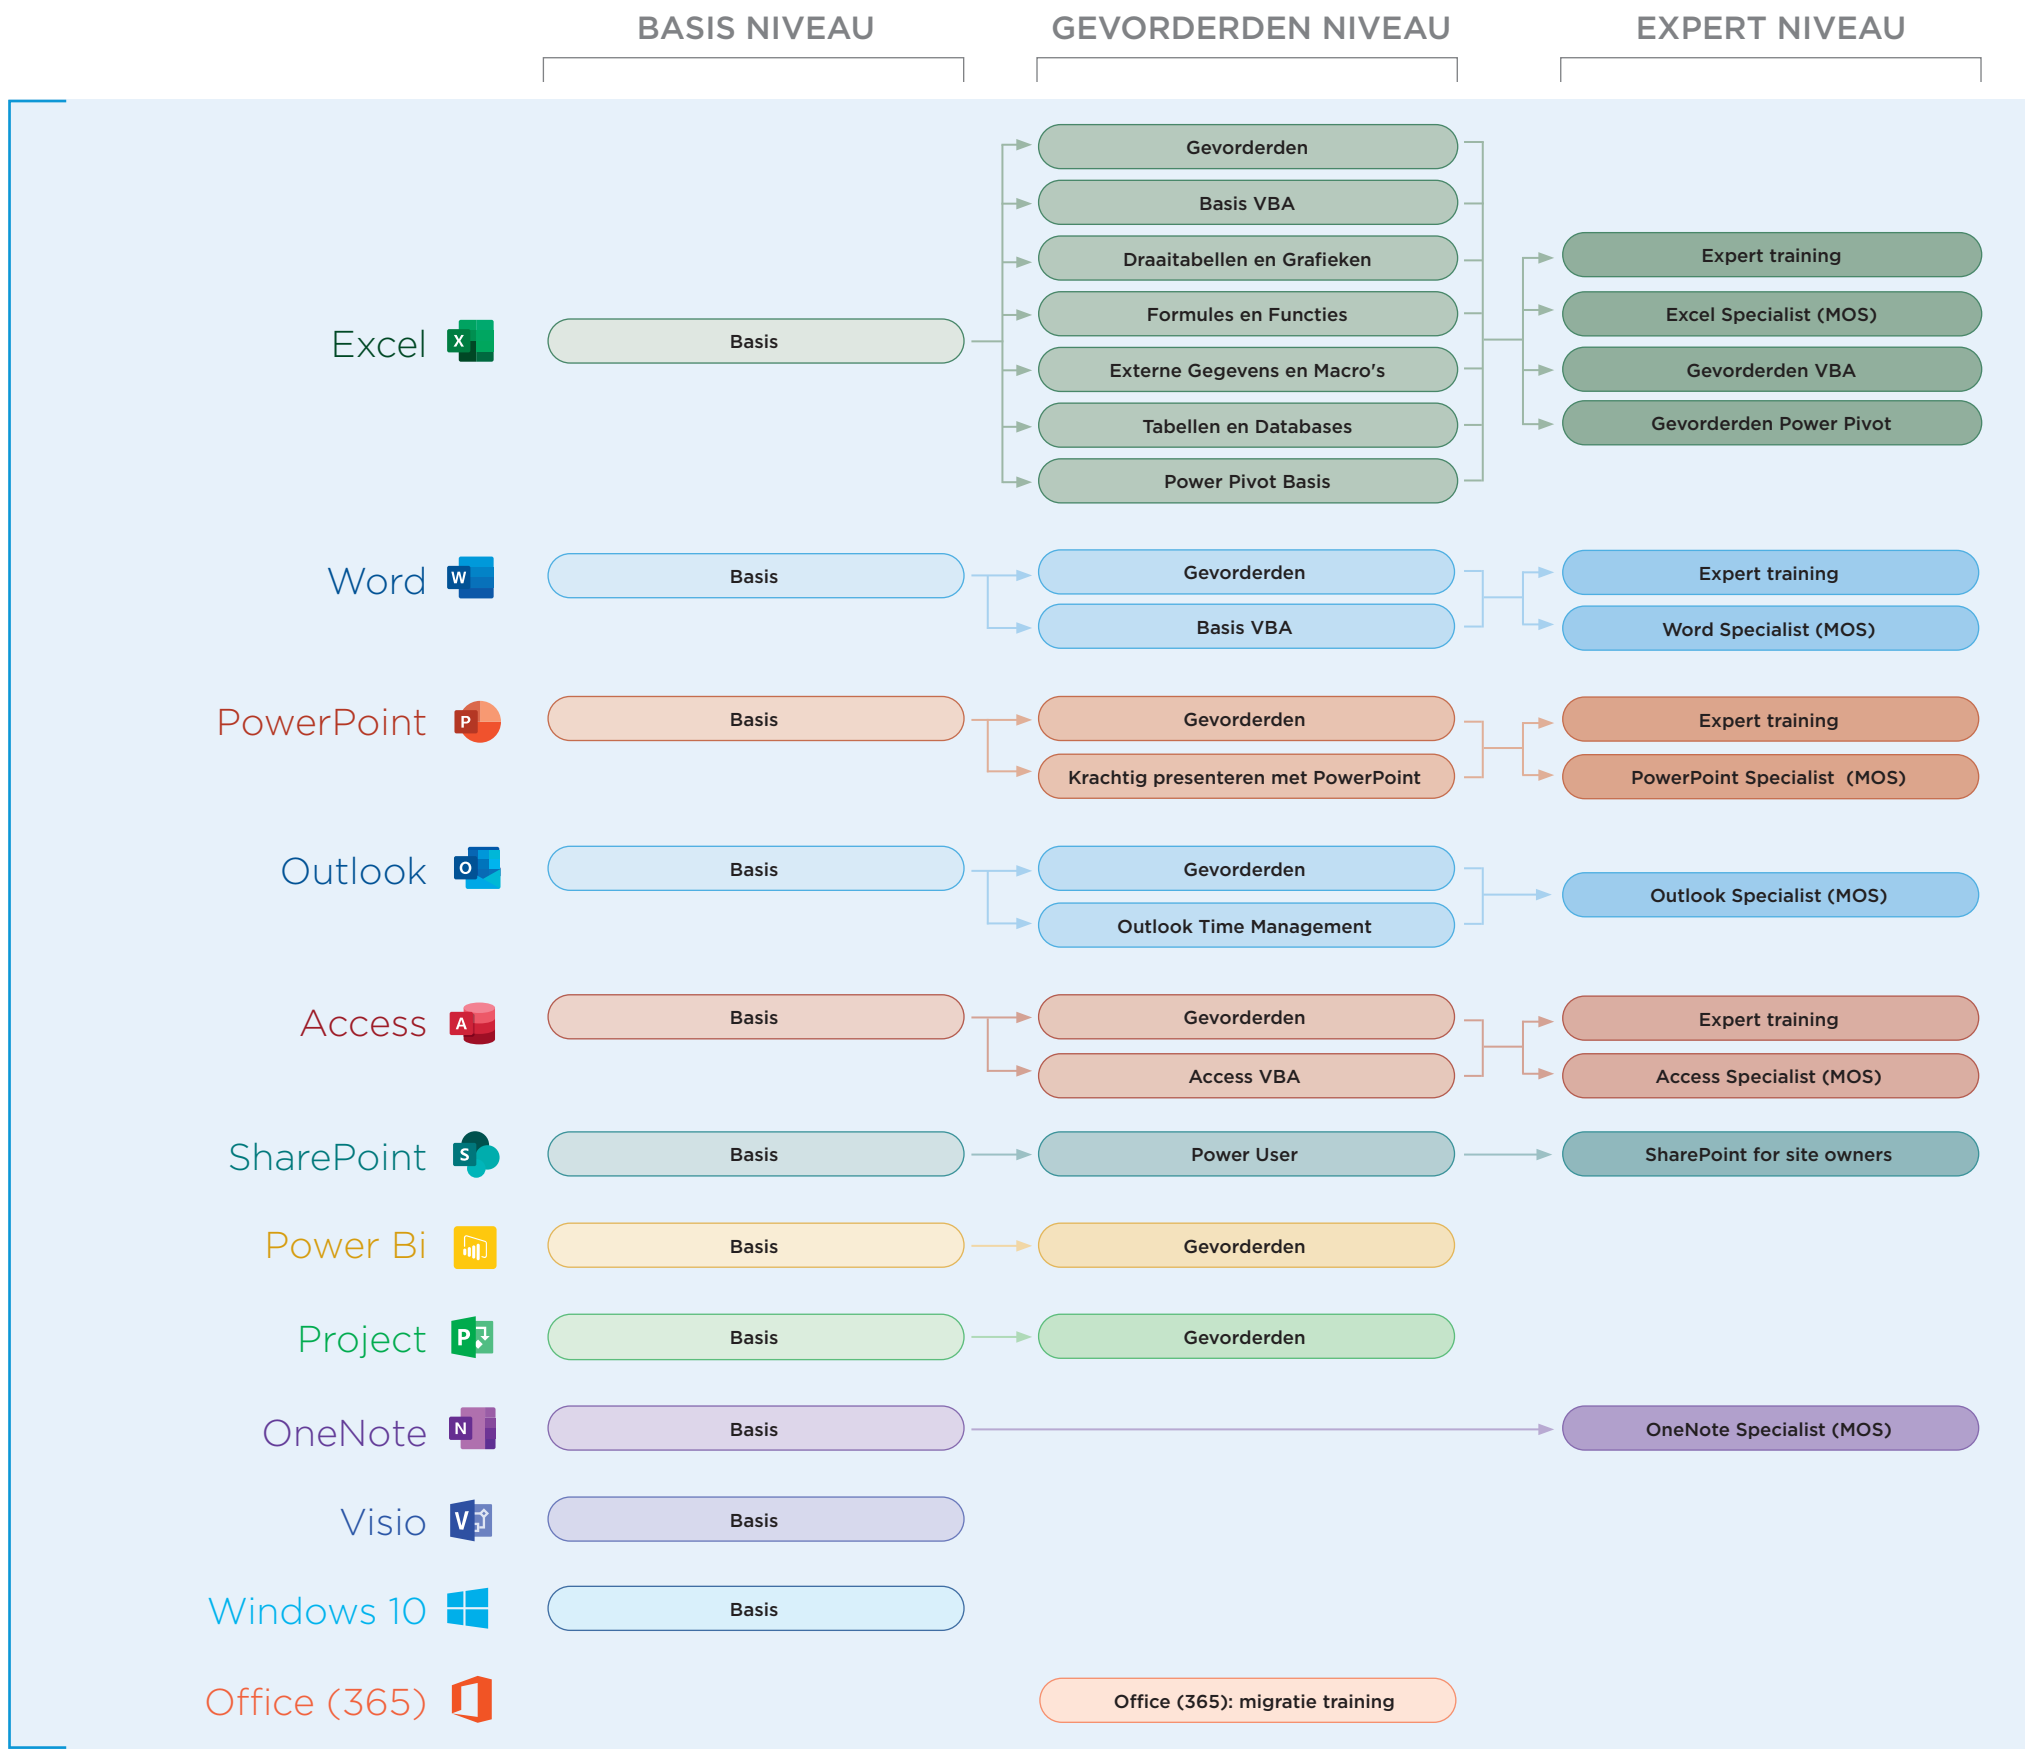 BASIS NIVEAU
GEVORDERDEN NIVEAU
EXPERT NIVEAU
Excel
X
Basis
Gevorderden
Basis VBA
Draaitabellen en Grafieken
Formules en Functies
Externe Gegevens en Macro's
Tabellen en Databases
Power Pivot Basis
Expert training
Excel Specialist (MOS)
Gevorderden VBA
Gevorderden Power Pivot
Word
W
Basis
Gevorderden
Basis VBA
Expert training
Word Specialist (MOS)
PowerPoint
P
Basis
Gevorderden
Krachtig presenteren met PowerPoint
Expert training
PowerPoint Specialist (MOS)
Outlook
O
Basis
Gevorderden
Outlook Time Management
Outlook Specialist (MOS)
Access
A
Basis
Gevorderden
Access VBA
Expert training
Access Specialist (MOS)
SharePoint
S
Basis
Power User
SharePoint for site owners
Power Bi
Basis
Gevorderden
Project
P
Basis
Gevorderden
OneNote
N
Basis
OneNote Specialist (MOS)
Visio
V
Basis
Windows 10
Basis
Office (365)
Office (365): migratie training